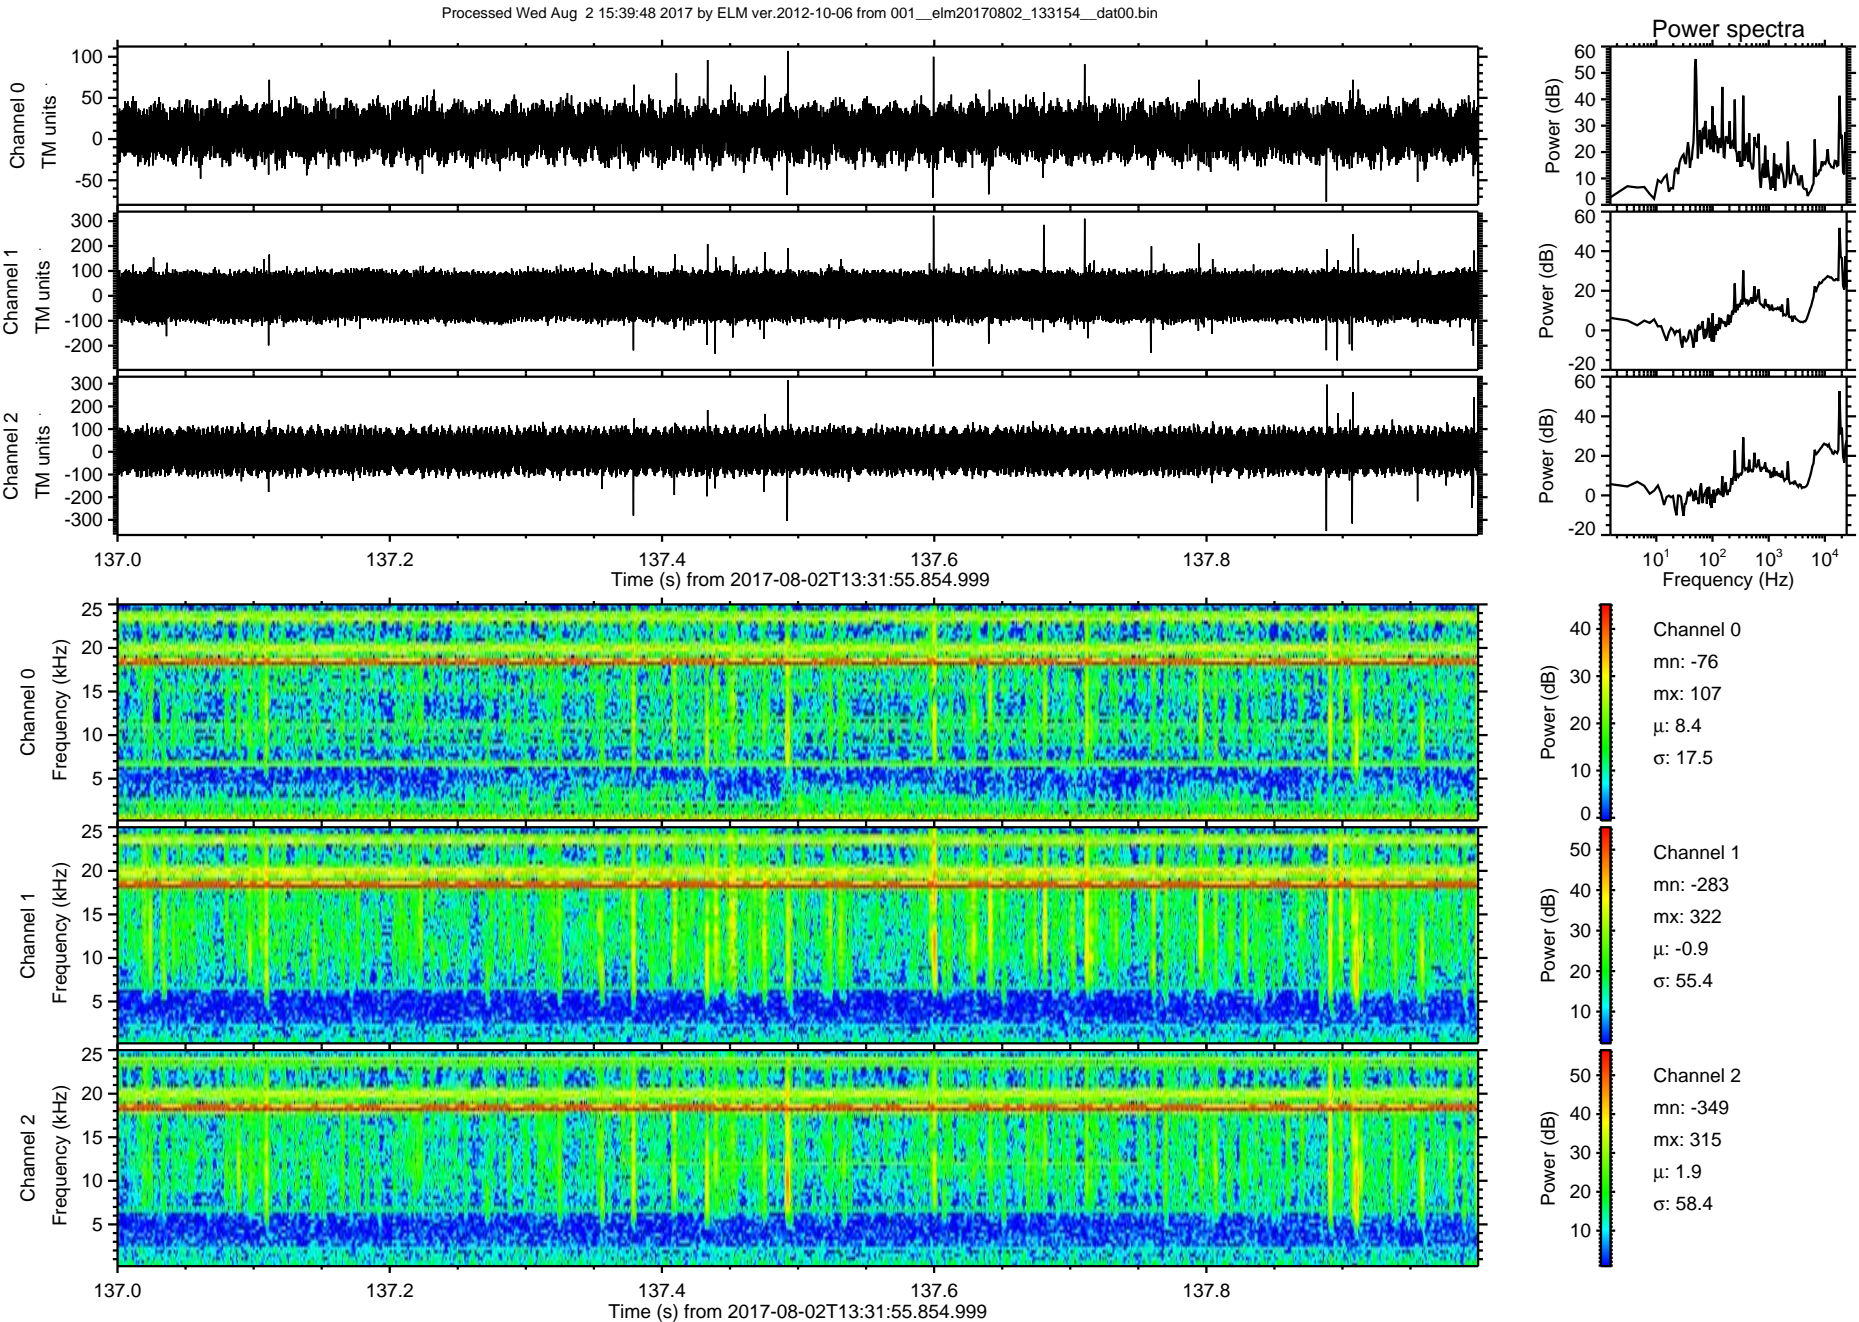 Processed Wed Aug  2 15:39:48 2017 by ELM ver.2012-10-06 from 001__elm20170802_133154__dat00.bin
Power spectra
Channel 0
TM units
100
50
0
-50
Power (dB)
60
50
40
30
20
10
0
Channel 1
TM units
300
200
100
0
-100
-200
Power (dB)
60
40
20
0
-20
Channel 2
TM units
300
200
100
0
-100
-200
-300
Power (dB)
60
40
20
0
-20
137.0 137.2 137.4 137.6 137.8
Time (s) from 2017-08-02T13:31:55.854.999
10¹ 10² 10³ 10⁴
Frequency (Hz)
Channel 0
Frequency (kHz)
25
20
15
10
5
Power (dB)
40
30
20
10
0
Channel 0
mn: -76
mx: 107
μ: 8.4
σ: 17.5
Channel 1
Frequency (kHz)
25
20
15
10
5
Power (dB)
50
40
30
20
10
Channel 1
mn: -283
mx: 322
μ: -0.9
σ: 55.4
Channel 2
Frequency (kHz)
25
20
15
10
5
Power (dB)
50
40
30
20
10
Channel 2
mn: -349
mx: 315
μ: 1.9
σ: 58.4
137.0 137.2 137.4 137.6 137.8
Time (s) from 2017-08-02T13:31:55.854.999